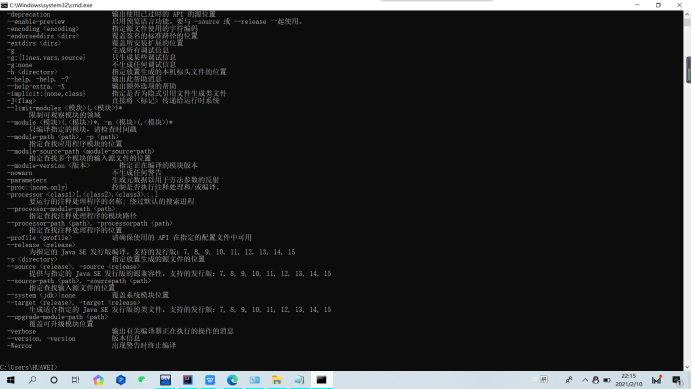 C:\Windows\system32\cmd.exe
-deprecation 输出使用已过时的 API 的源位置
--enable-preview 启用预览语言功能。要与 -source 或 --release 一起使用。
-encoding <encoding> 指定源文件使用的字符编码
-endorseddirs <dirs> 覆盖签名的标准路径的位置
-extdirs <dirs> 覆盖所安装扩展的位置
-g 生成所有调试信息
-g:{lines,vars,source} 只生成某些调试信息
-g:none 不生成任何调试信息
-h <directory> 指定放置生成的本机标头文件的位置
--help, -help, -? 输出此帮助消息
--help-extra, -X 输出额外选项的帮助
-implicit:{none,class} 指定是否为隐式引用文件生成类文件
-J<flag> 直接将 <标记> 传递给运行时系统
--limit-modules <模块>(,<模块>)*
限制可观察模块的领域
--module <模块>(,<模块>)*, -m <模块>(,<模块>)*
只编译指定的模块，请检查时间戳
--module-path <path>, -p <path>
指定查找应用程序模块的位置
--module-source-path <module-source-path>
指定查找多个模块的输入源文件的位置
--module-version <版本> 指定正在编译的模块版本
-nowarn 不生成任何警告
-parameters 生成元数据以用于方法参数的反射
-proc:{none,only} 控制是否执行注释处理和/或编译。
-processor <class1>[,<class2>,<class3>...]
要运行的注释处理程序的名称; 绕过默认的搜索进程
--processor-module-path <path>
指定查找注释处理程序的模块路径
--processor-path <path>, -processorpath <path>
指定查找注释处理程序的位置
-profile <profile> 请确保使用的 API 在指定的配置文件中可用
--release <release>
为指定的 Java SE 发行版编译。支持的发行版: 7, 8, 9, 10, 11, 12, 13, 14, 15
-s <directory> 指定放置生成的源文件的位置
--source <release>, -source <release>
提供与指定的 Java SE 发行版的源兼容性。支持的发行版: 7, 8, 9, 10, 11, 12, 13, 14, 15
--source-path <path>, -sourcepath <path>
指定查找输入源文件的位置
--system <jdk>|none 覆盖系统模块位置
--target <release>, -target <release>
生成适合指定的 Java SE 发行版的类文件。支持的发行版: 7, 8, 9, 10, 11, 12, 13, 14, 15
--upgrade-module-path <path>
覆盖可升级模块位置
-verbose 输出有关编译器正在执行的操作的消息
--version, -version 版本信息
-Werror 出现警告时终止编译
C:\Users\HUAWEI>
22:15
2021/2/10